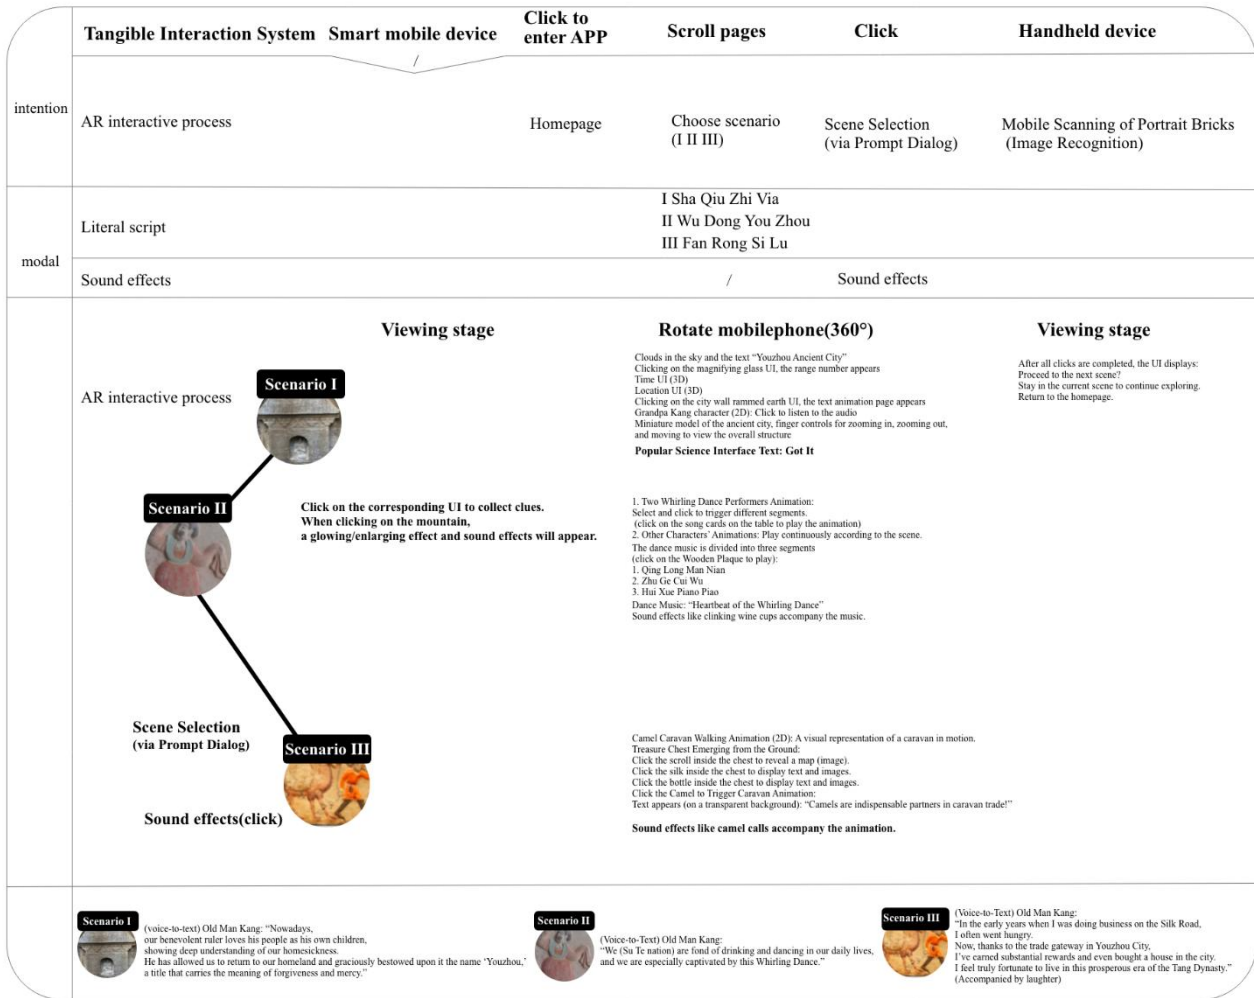 Tangible Interaction System
Smart mobile device
Click to
enter APP
Scroll pages
Click
Handheld device
/
intention
AR interactive process
Homepage
Choose scenario
(I II III)
Scene Selection
(via Prompt Dialog)
Mobile Scanning of Portrait Bricks
(Image Recognition)
modal
Literal script
I Sha Qiu Zhi Via
II Wu Dong You Zhou
III Fan Rong Si Lu
Sound effects
/
Sound effects
Viewing stage
Rotate mobilephone(360°)
Viewing stage
AR interactive process
Scenario I
Clouds in the sky and the text “Youzhou Ancient City”
Clicking on the magnifying glass UI, the range number appears
Time UI (3D)
Location UI (3D)
Clicking on the city wall rammed earth UI, the text animation page appears
Grandpa Kang character (2D): Click to listen to the audio
Miniature model of the ancient city, finger controls for zooming in, zooming out,
and moving to view the overall structure
Popular Science Interface Text: Got It
After all clicks are completed, the UI displays:
Proceed to the next scene?
Stay in the current scene to continue exploring.
Return to the homepage.
Scenario II
Click on the corresponding UI to collect clues.
When clicking on the mountain,
a glowing/enlarging effect and sound effects will appear.
1. Two Whirling Dance Performers Animation:
Select and click to trigger different segments.
(click on the song cards on the table to play the animation)
2. Other Characters’ Animations: Play continuously according to the scene.
The dance music is divided into three segments
(click on the Wooden Plaque to play):
1. Qing Long Man Nian
2. Zhu Ge Cui Wu
3. Hui Xue Piano Piao
Dance Music: “Heartbeat of the Whirling Dance”
Sound effects like clinking wine cups accompany the music.
Scene Selection
(via Prompt Dialog)
Scenario III
Sound effects(click)
Camel Caravan Walking Animation (2D): A visual representation of a caravan in motion.
Treasure Chest Emerging from the Ground:
Click the scroll inside the chest to reveal a map (image).
Click the silk inside the chest to display text and images.
Click the bottle inside the chest to display text and images.
Click the Camel to Trigger Caravan Animation:
Text appears (on a transparent background): “Camels are indispensable partners in caravan trade!”
Sound effects like camel calls accompany the animation.
Scenario I
(voice-to-text) Old Man Kang: “Nowadays,
our benevolent ruler loves his people as his own children,
showing deep understanding of our homesickness.
He has allowed us to return to our homeland and graciously bestowed upon it the name ‘Youzhou,’
a title that carries the meaning of forgiveness and mercy.”
Scenario II
(Voice-to-Text) Old Man Kang:
“We (Su Te nation) are fond of drinking and dancing in our daily lives,
and we are especially captivated by this Whirling Dance.”
Scenario III
(Voice-to-Text) Old Man Kang:
“In the early years when I was doing business on the Silk Road,
I often went hungry.
Now, thanks to the trade gateway in Youzhou City,
I’ve earned substantial rewards and even bought a house in the city.
I feel truly fortunate to live in this prosperous era of the Tang Dynasty.”
(Accompanied by laughter)